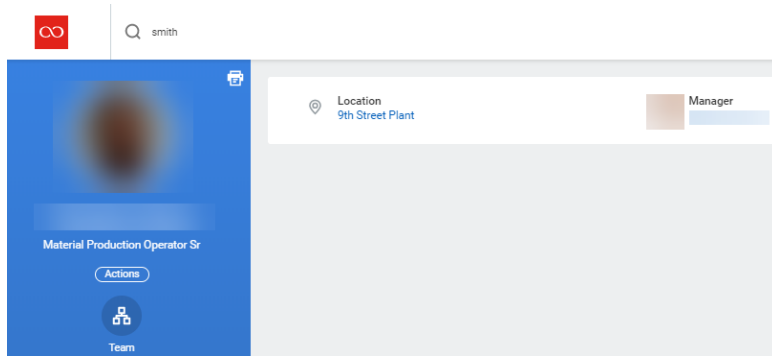 smith
Location
9th Street Plant
Manager
Material Production Operator Sr
Actions
Team